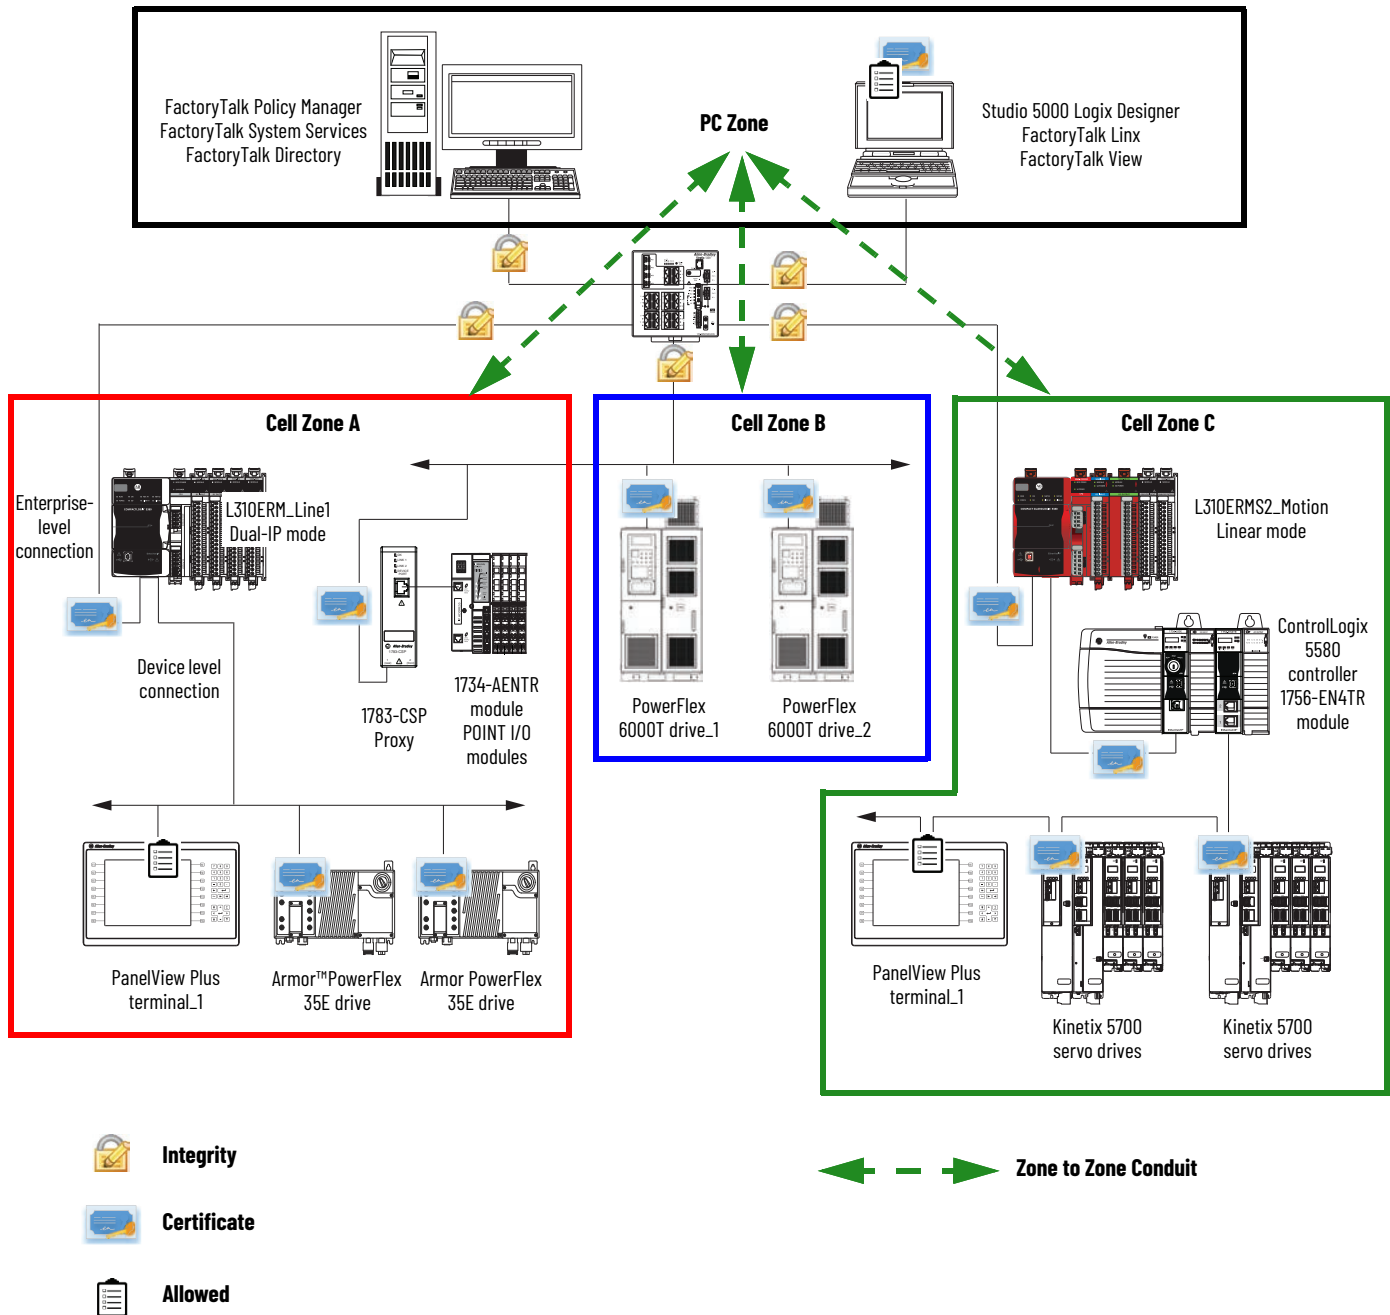 FactoryTalk Policy Manager
FactoryTalk System Services
FactoryTalk Directory
PC Zone
Studio 5000 Logix Designer
FactoryTalk Linx
FactoryTalk View
Cell Zone A
Enterprise-
level
connection
L310ERM_Line1
Dual-IP mode
Device level
connection
1783-CSP
Proxy
1734-AENTR
module
POINT I/O
modules
PanelView Plus
terminal_1
Armor™PowerFlex
35E drive
Armor PowerFlex
35E drive
Cell Zone B
PowerFlex
6000T drive_1
PowerFlex
6000T drive_2
Cell Zone C
L310ERMS2_Motion
Linear mode
ControlLogix
5580
controller
1756-EN4TR
module
PanelView Plus
terminal_1
Kinetix 5700
servo drives
Kinetix 5700
servo drives
Integrity
Certificate
Allowed
Zone to Zone Conduit